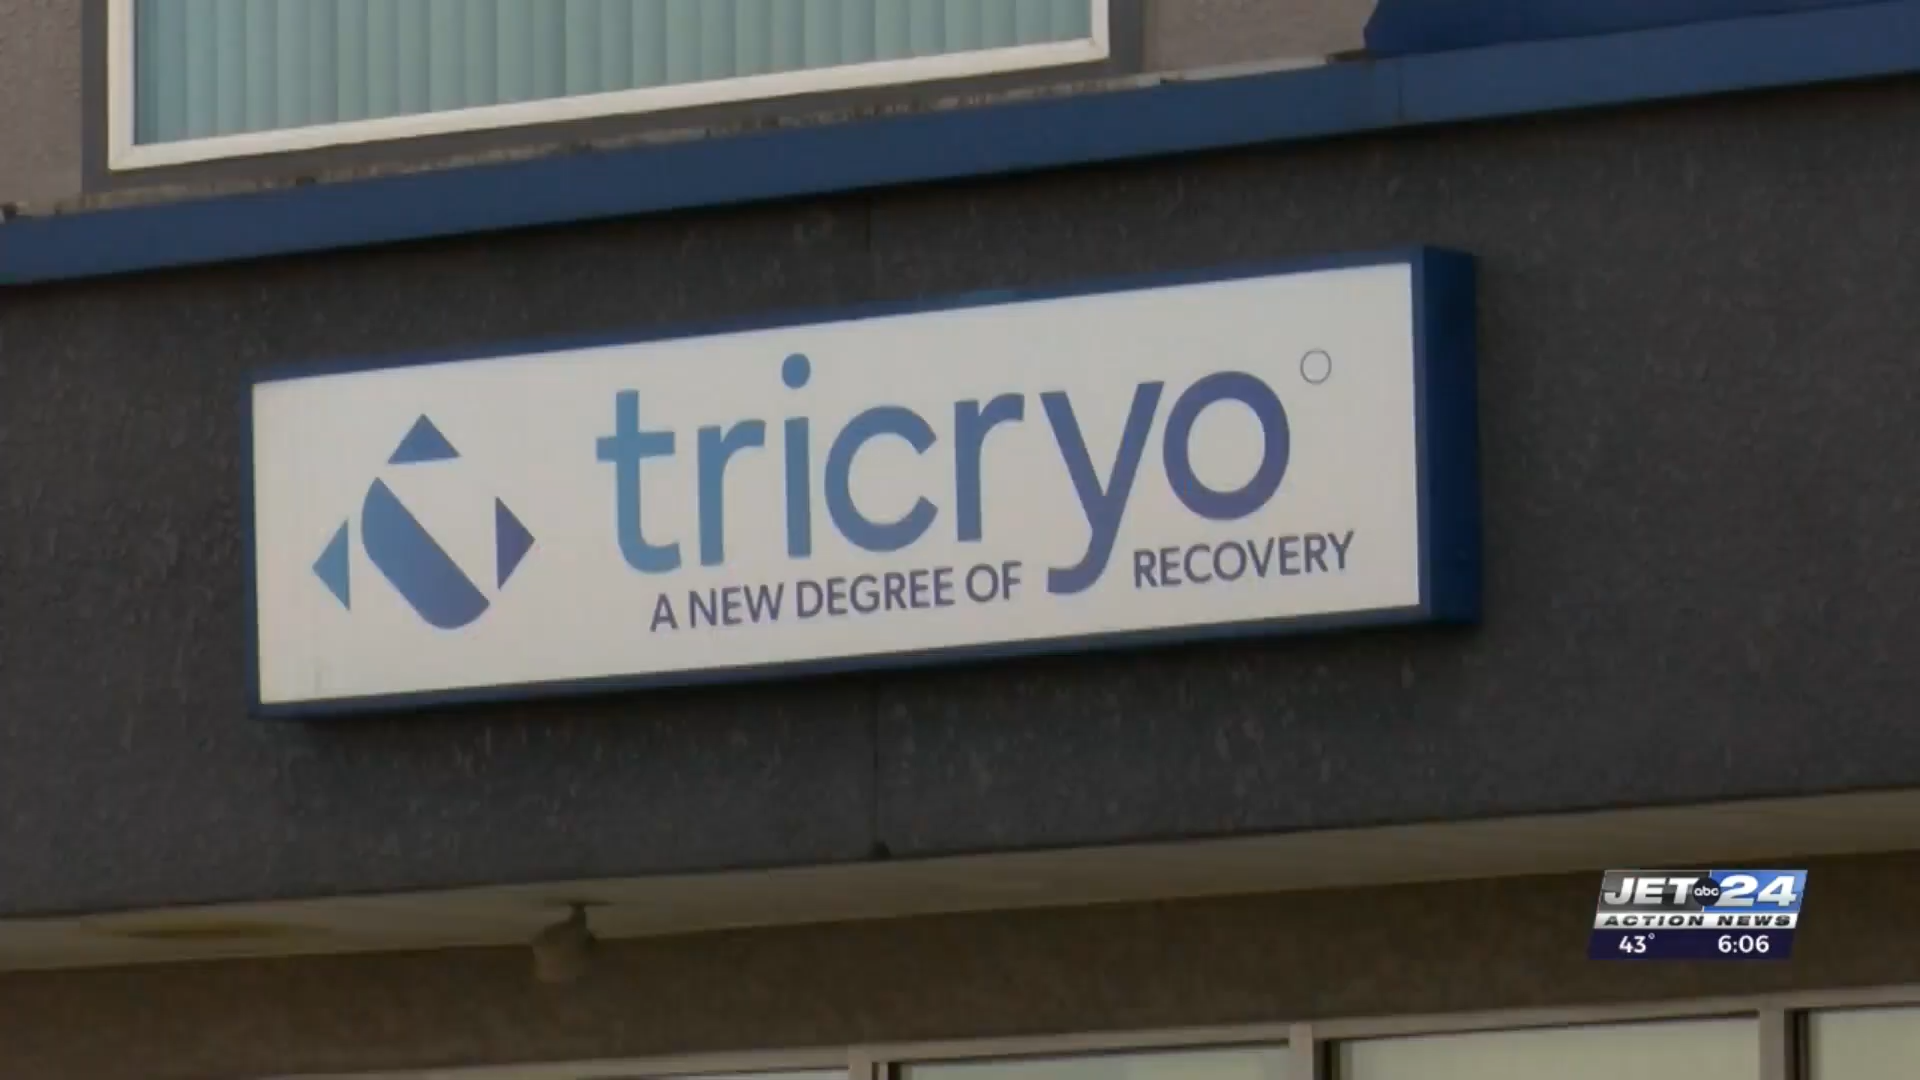 tricryo
A NEW DEGREE OF RECOVERY
JET abc 24
ACTION NEWS
43° 6:06